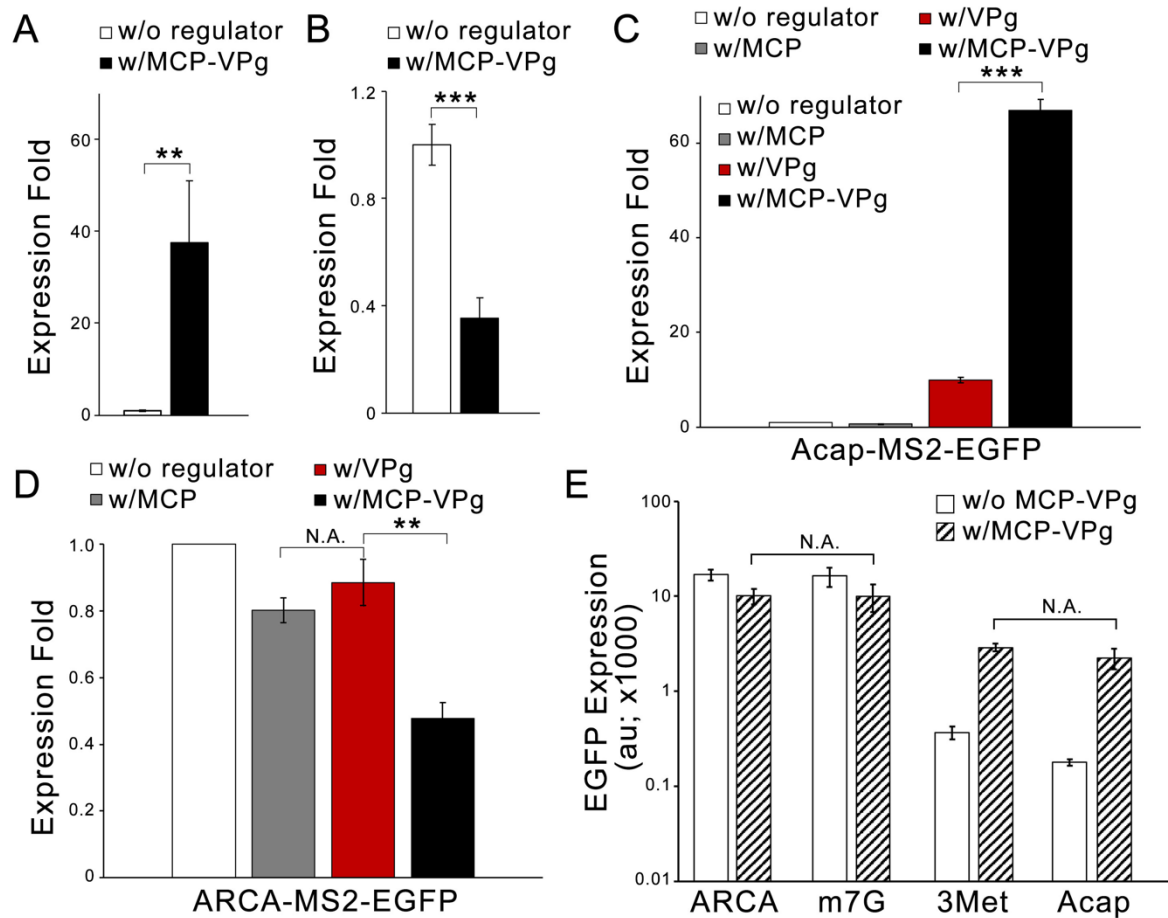 A
w/o regulator
w/MCP-VPg
Expression Fold
60
40
20
0
**
B
w/o regulator
w/MCP-VPg
Expression Fold
1.2
0.8
0.4
0
***
C
w/VPg
w/MCP
w/MCP-VPg
***
w/o regulator
w/MCP
w/VPg
w/MCP-VPg
Expression Fold
60
40
20
0
Acap-MS2-EGFP
D
w/o regulator
w/VPg
w/MCP
w/MCP-VPg
N.A.
**
Expression Fold
1.0
0.8
0.6
0.4
0.2
0
ARCA-MS2-EGFP
E
w/o MCP-VPg
w/MCP-VPg
N.A.
N.A.
EGFP Expression
(au; x1000)
100
10
1
0.1
0.01
ARCA
m7G
3Met
Acap